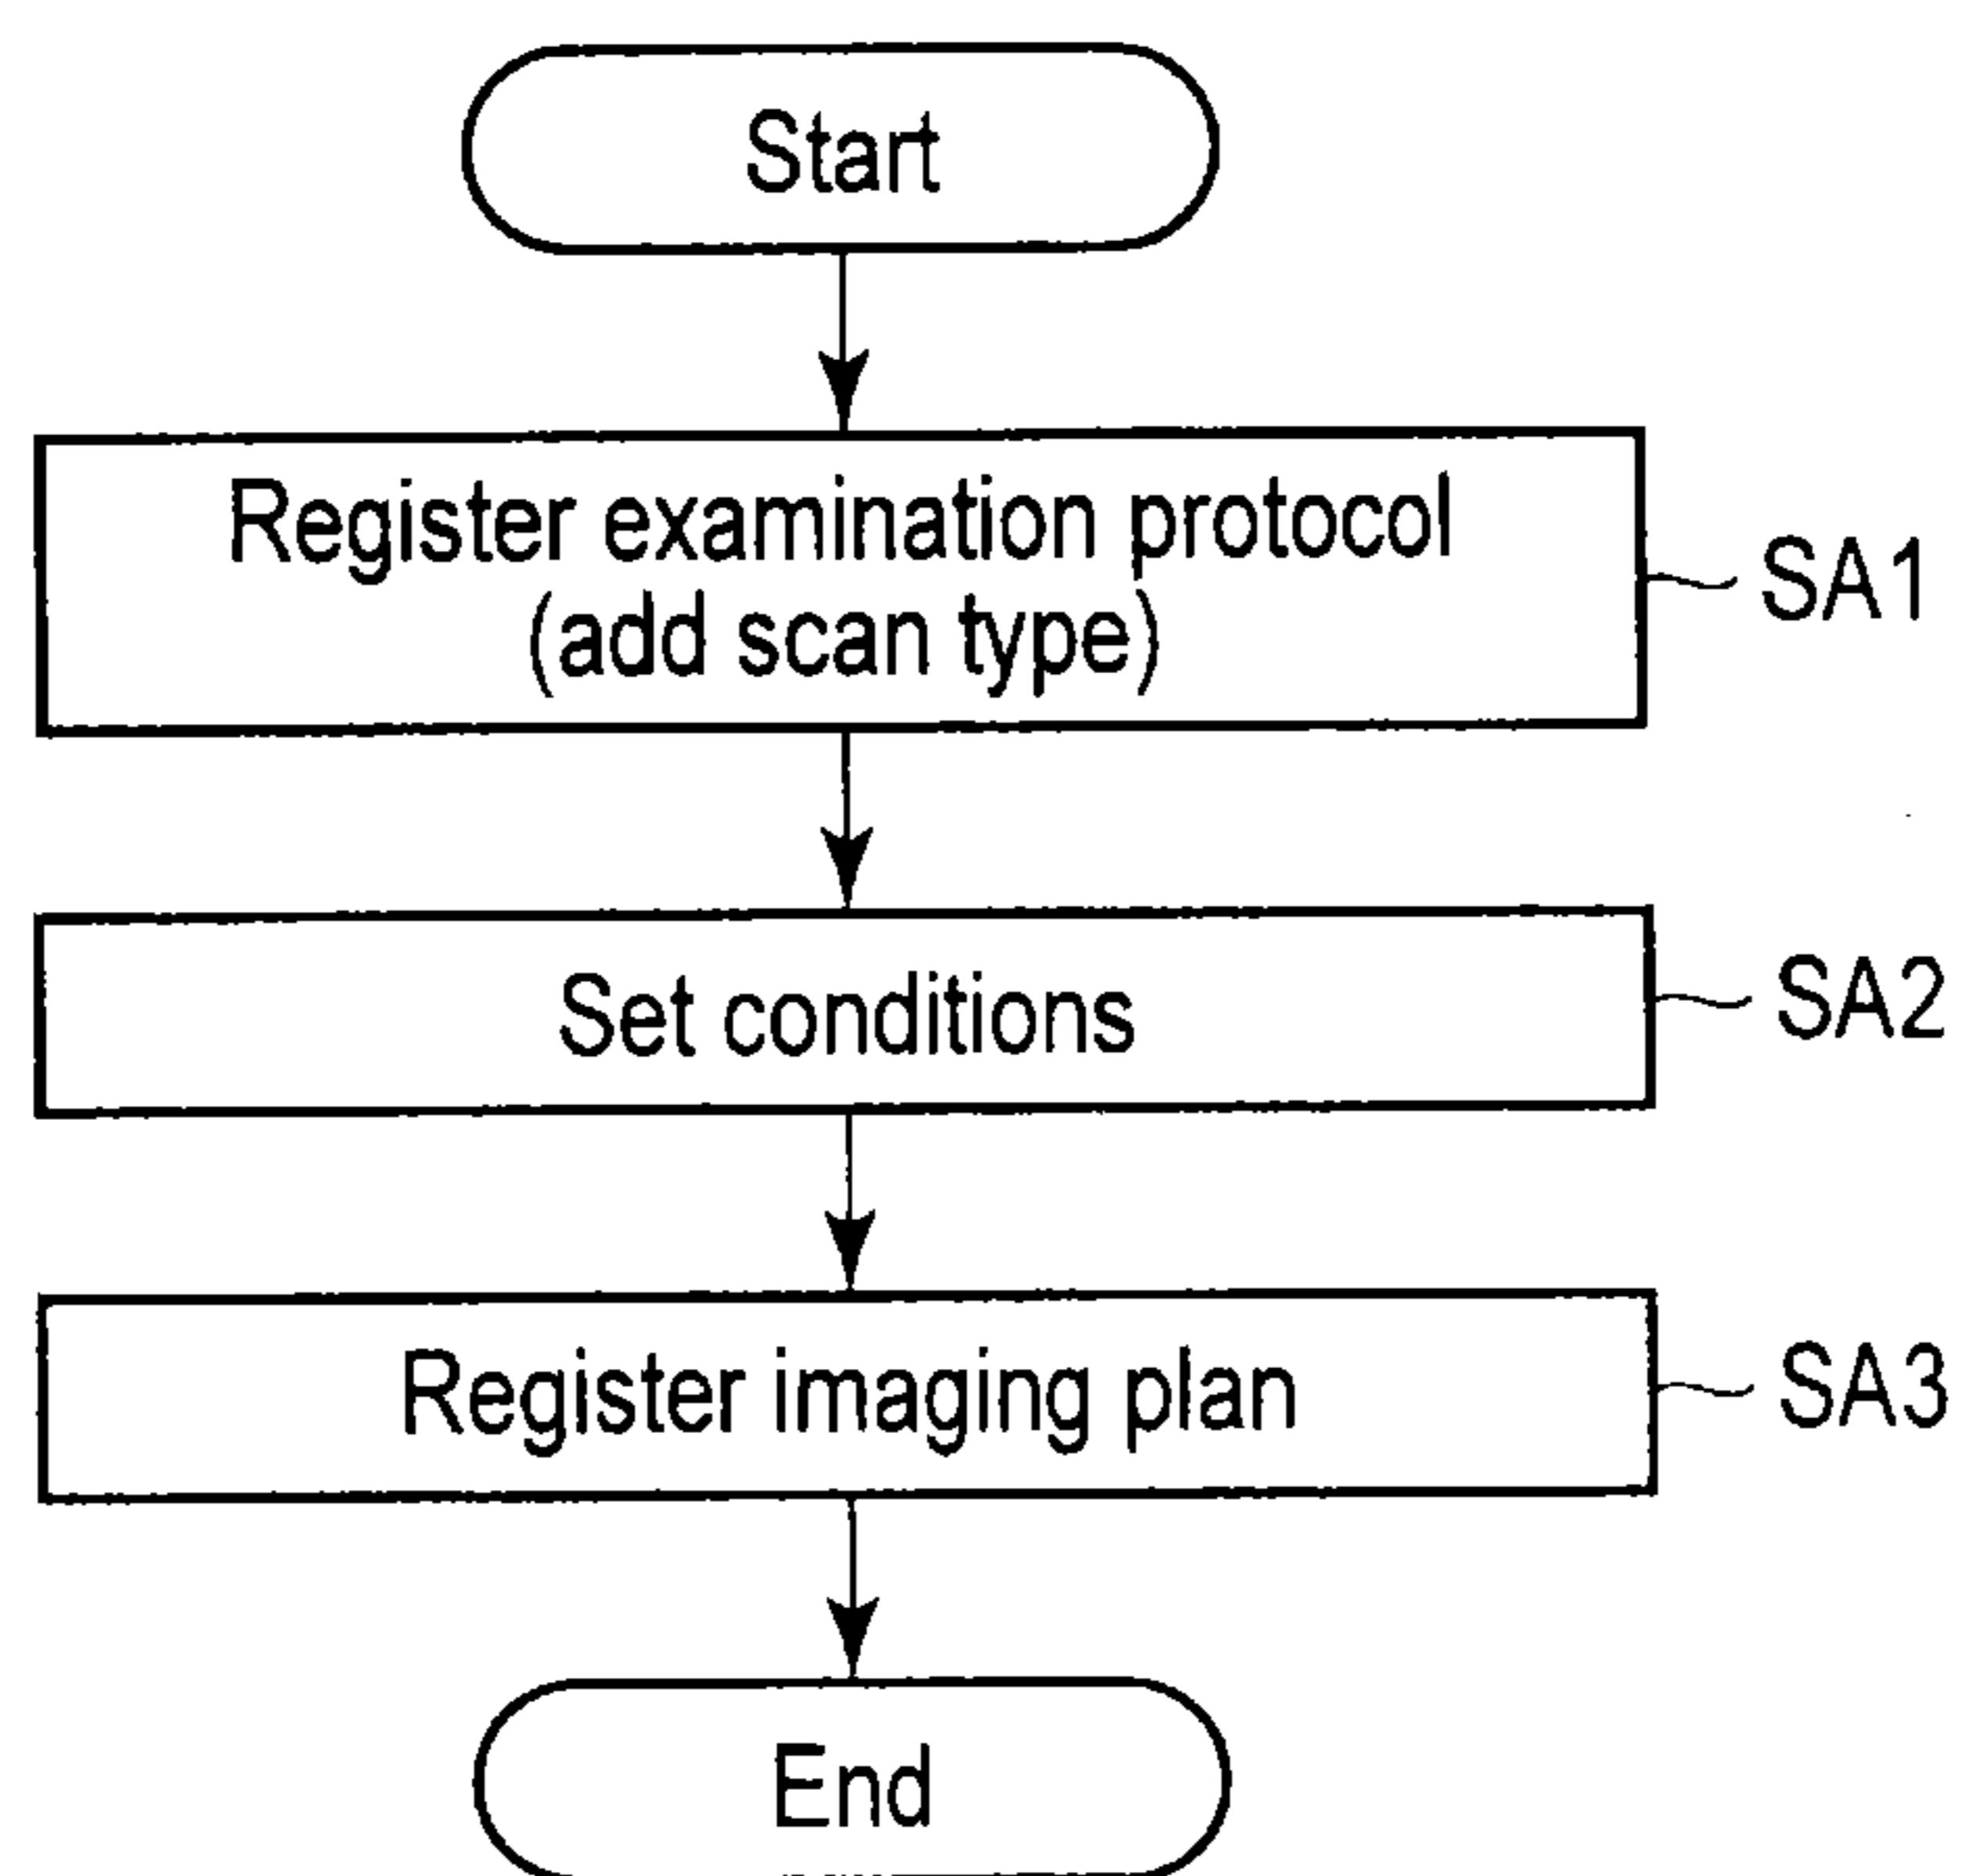 Start
Register examination protocol
(add scan type)
SA1
Set conditions
SA2
Register imaging plan
SA3
End